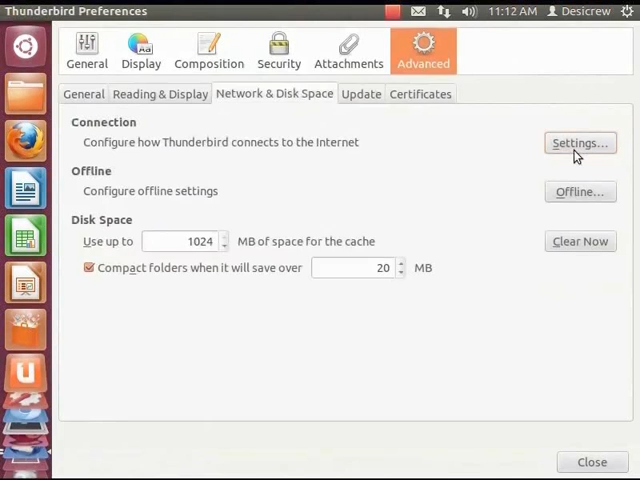 Thunderbird Preferences 11:12 AM Desicrew
General Display Composition Security Attachments Advanced
General Reading & Display Network & Disk Space Update Certificates
Connection
Configure how Thunderbird connects to the Internet Settings...
Offline
Configure offline settings Offline...
Disk Space
Use up to 1024 MB of space for the cache Clear Now
Compact folders when it will save over 20 MB
Close